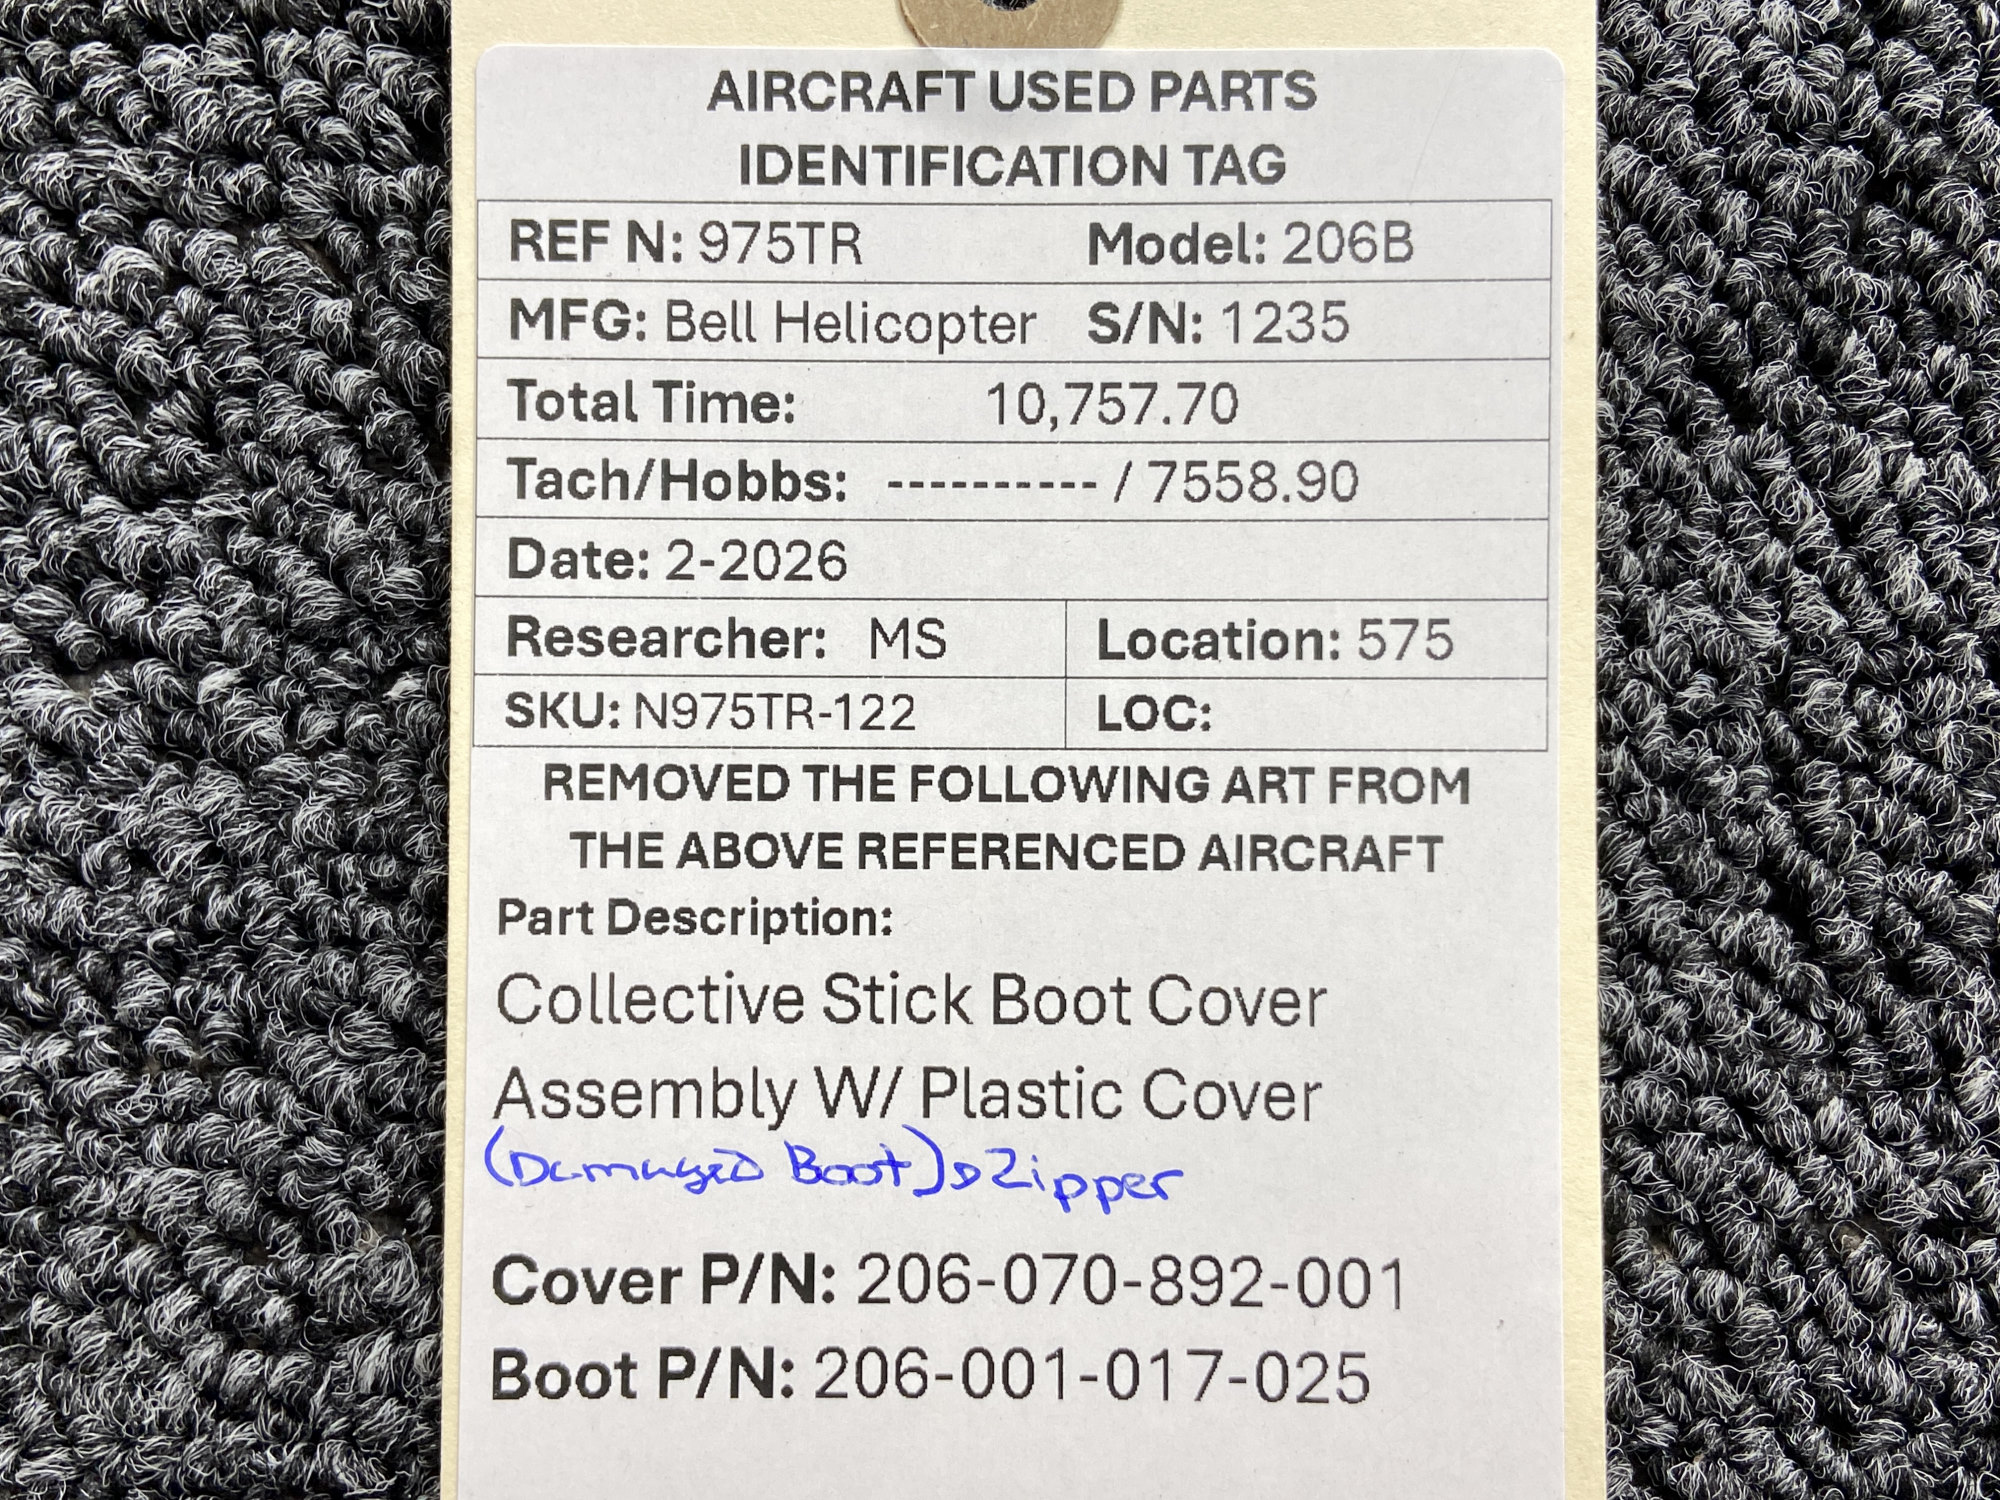 AIRCRAFT USED PARTS
IDENTIFICATION TAG
REF N: 975TR Model: 206B
MFG: Bell Helicopter S/N: 1235
Total Time: 10,757.70
Tach/Hobbs: ---------- / 7558.90
Date: 2-2026
Researcher: MS Location: 575
SKU: N975TR-122 LOC:
REMOVED THE FOLLOWING ART FROM
THE ABOVE REFERENCED AIRCRAFT
Part Description:
Collective Stick Boot Cover
Assembly W/ Plastic Cover
(Damaged Boot) Zipper
Cover P/N: 206-070-892-001
Boot P/N: 206-001-017-025